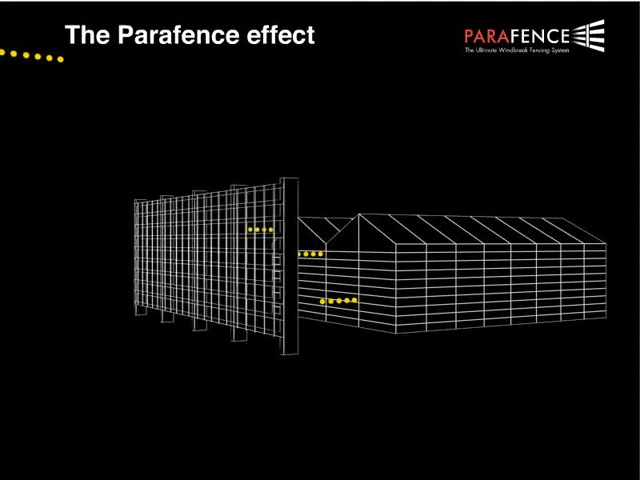 The Parafence effect
PARAFENCE
The Ultimate Windbreak Fencing System